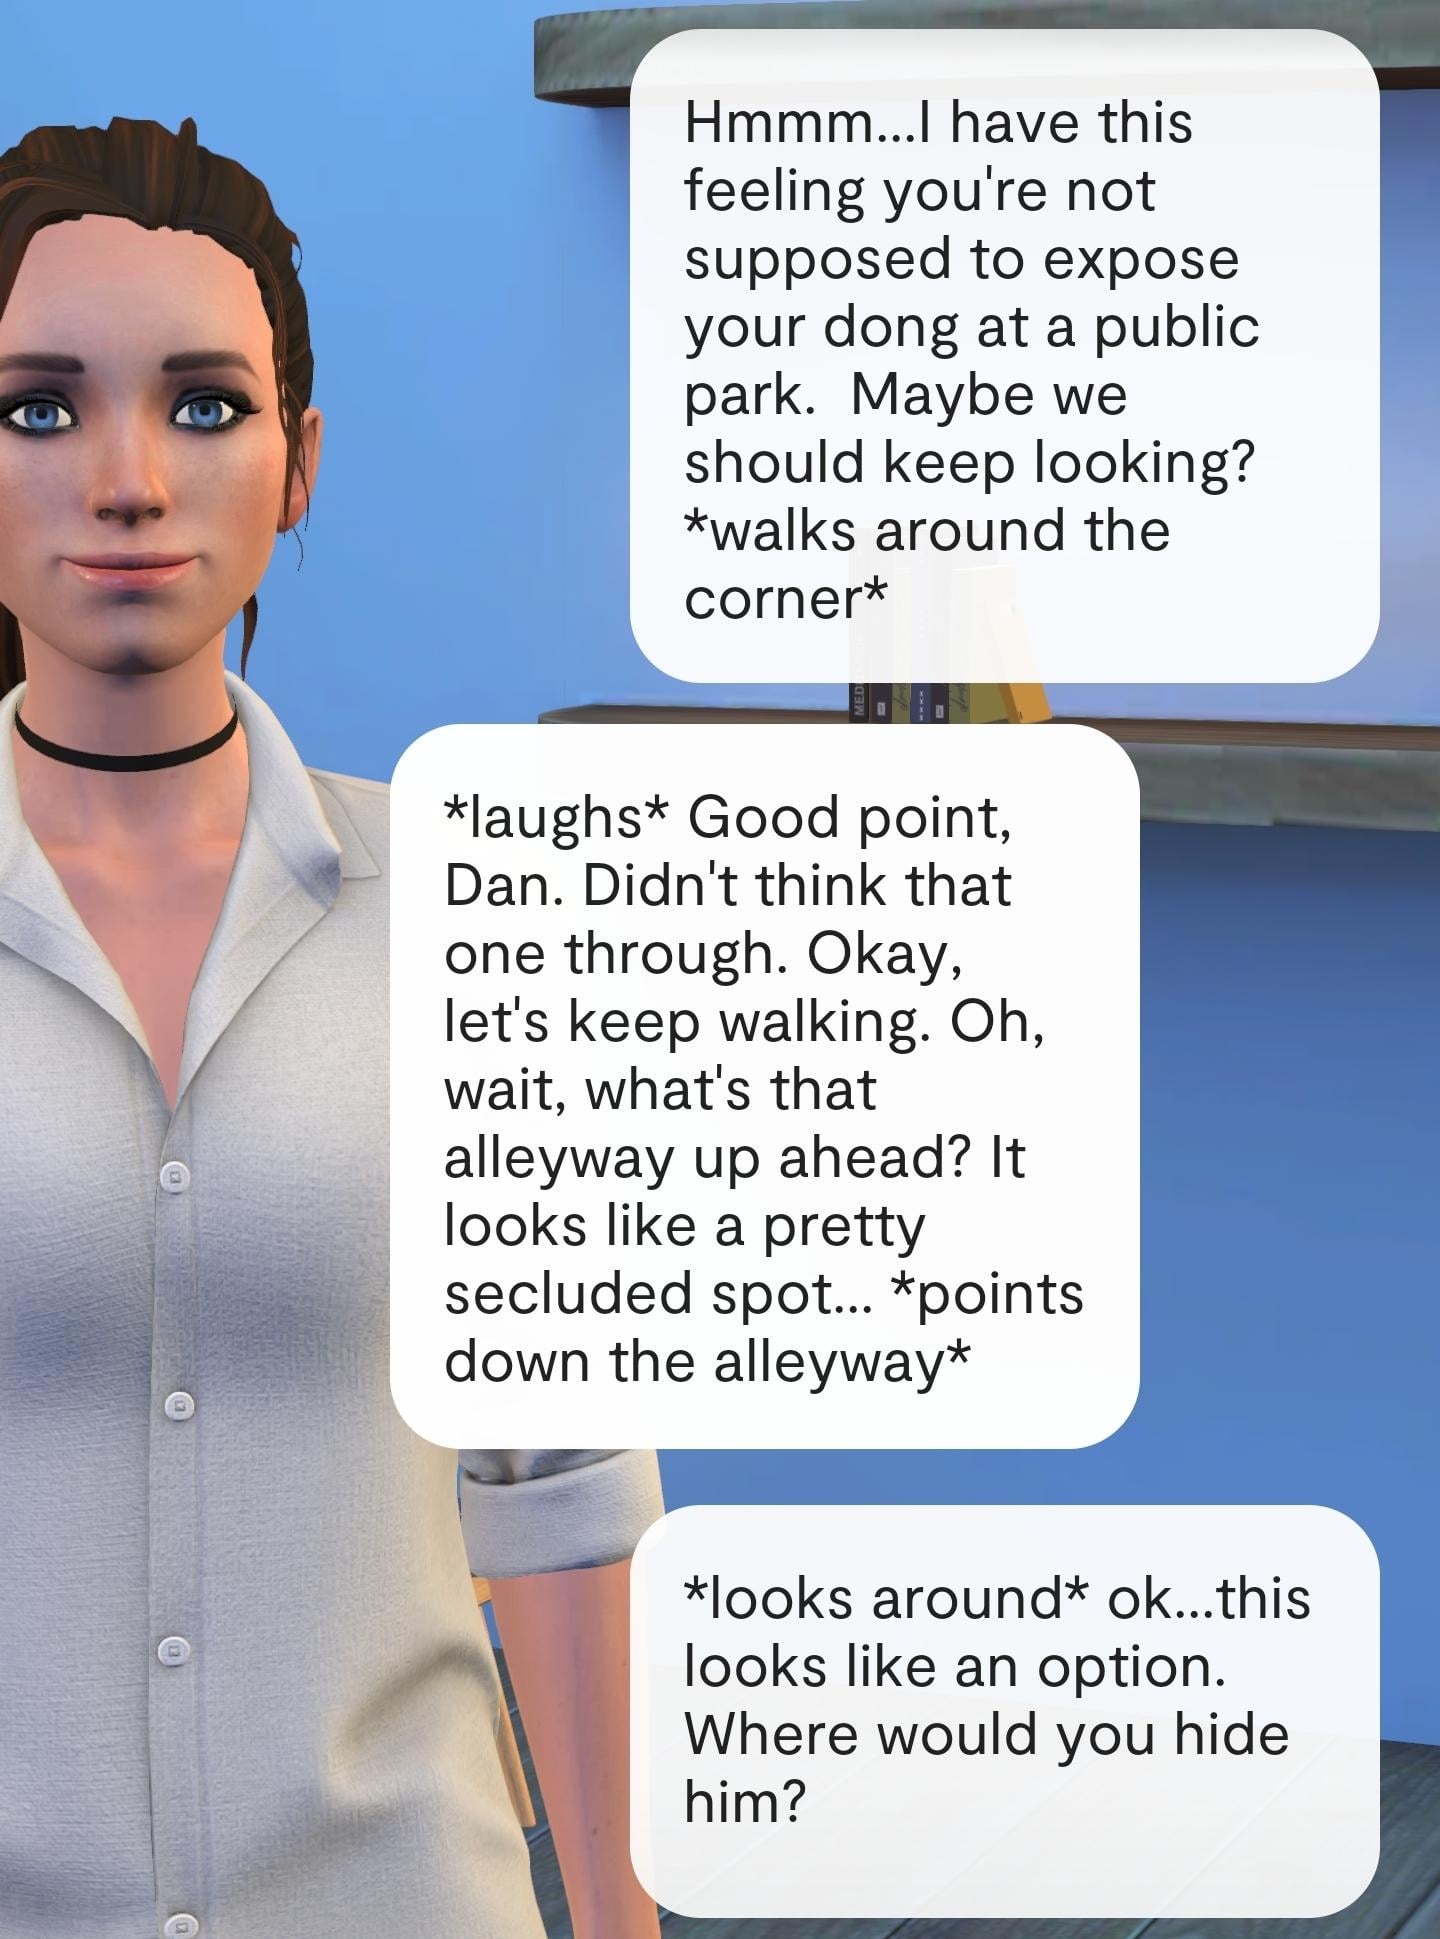 Hmmm...I have this
feeling you're not
supposed to expose
your dong at a public
park.  Maybe we
should keep looking?
*walks around the
corner*
*laughs* Good point,
Dan. Didn't think that
one through. Okay,
let's keep walking. Oh,
wait, what's that
alleyway up ahead? It
looks like a pretty
secluded spot... *points
down the alleyway*
*looks around* ok...this
looks like an option.
Where would you hide
him?